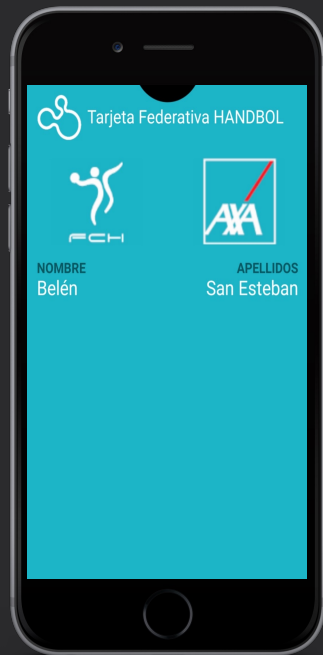 Tarjeta Federativa HANDBOL
FCH
AXA
NOMBRE
APELLIDOS
Belén
San Esteban